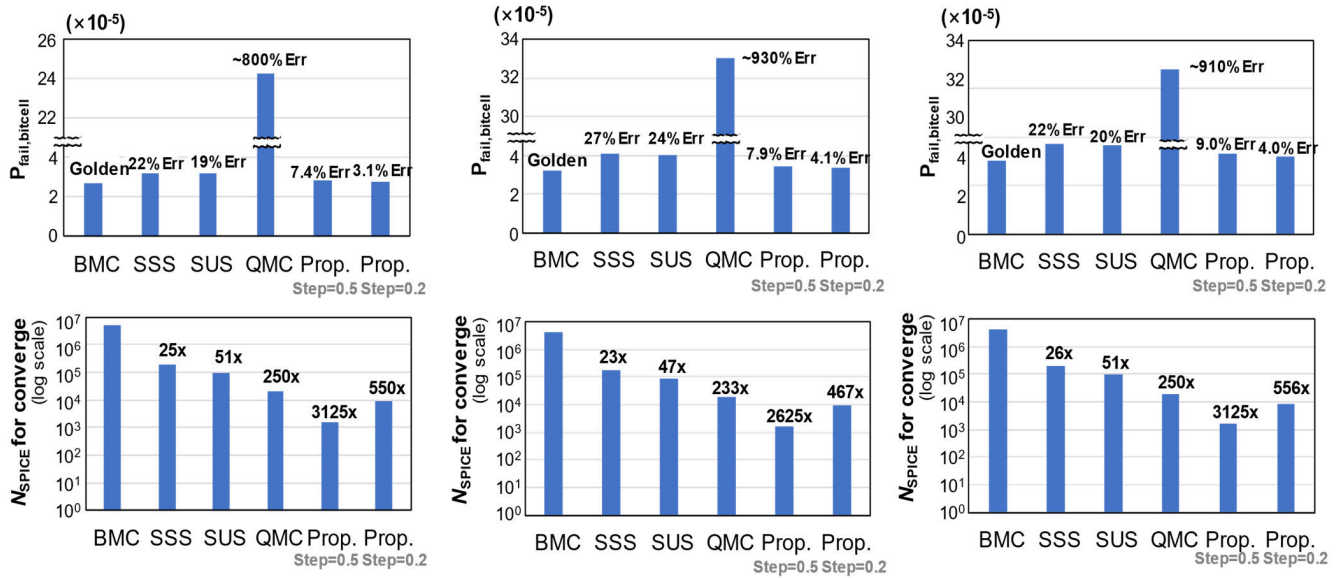 (×10⁻⁵)
26
24
22
4
2
0
P_fail,bitcell
Golden
22% Err
19% Err
~800% Err
7.4% Err
3.1% Err
BMC SSS SUS QMC Prop. Prop.
Step=0.5 Step=0.2
(×10⁻⁵)
34
32
30
4
2
0
P_fail,bitcell
Golden
27% Err
24% Err
~930% Err
7.9% Err
4.1% Err
BMC SSS SUS QMC Prop. Prop.
Step=0.5 Step=0.2
(×10⁻⁵)
34
32
30
4
2
0
P_fail,bitcell
Golden
22% Err
20% Err
~910% Err
9.0% Err
4.0% Err
BMC SSS SUS QMC Prop. Prop.
Step=0.5 Step=0.2
N_SPICE for converge
(log scale)
10⁷
10⁶
10⁵
10⁴
10³
10²
10¹
10⁰
25x
51x
250x
3125x
550x
BMC SSS SUS QMC Prop. Prop.
Step=0.5 Step=0.2
N_SPICE for converge
(log scale)
10⁷
10⁶
10⁵
10⁴
10³
10²
10¹
10⁰
23x
47x
233x
2625x
467x
BMC SSS SUS QMC Prop. Prop.
Step=0.5 Step=0.2
N_SPICE for converge
(log scale)
10⁷
10⁶
10⁵
10⁴
10³
10²
10¹
10⁰
26x
51x
250x
3125x
556x
BMC SSS SUS QMC Prop. Prop.
Step=0.5 Step=0.2